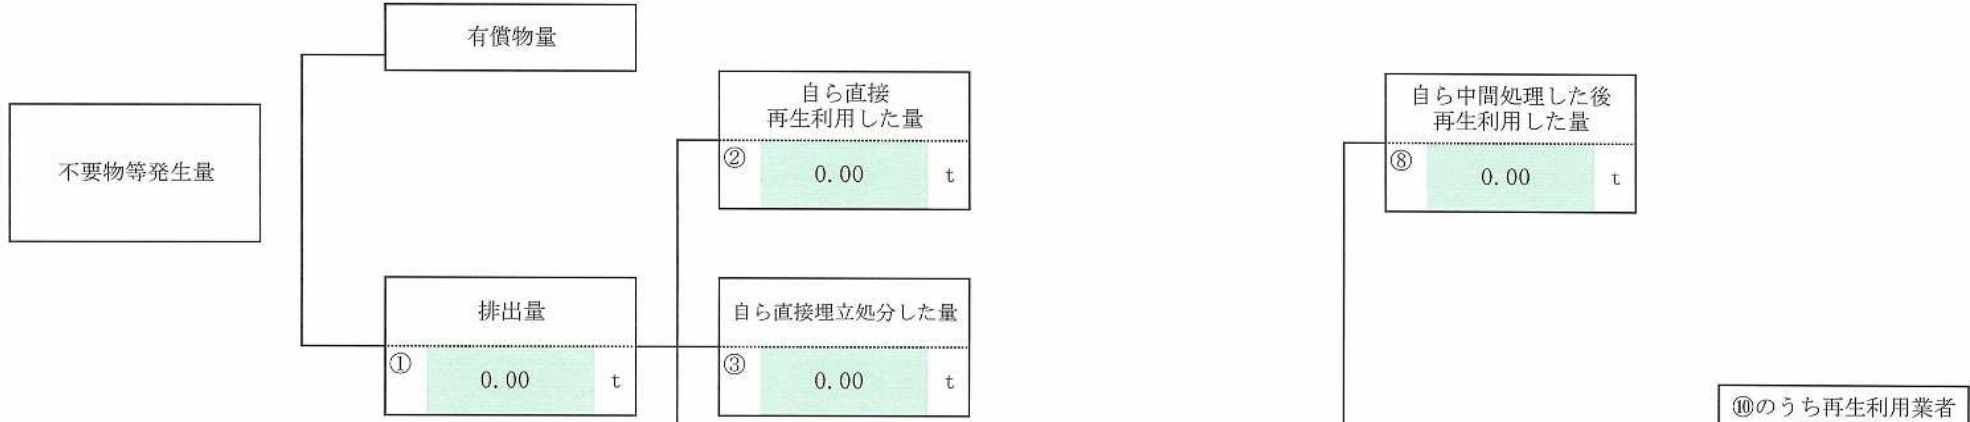 有償物量
不要物等発生量
自ら直接
再生利用した量
② 0.00 t
自ら中間処理した後
再生利用した量
⑧ 0.00 t
排出量
① 0.00 t
自ら直接埋立処分した量
③ 0.00 t
⑩のうち再生利用業者